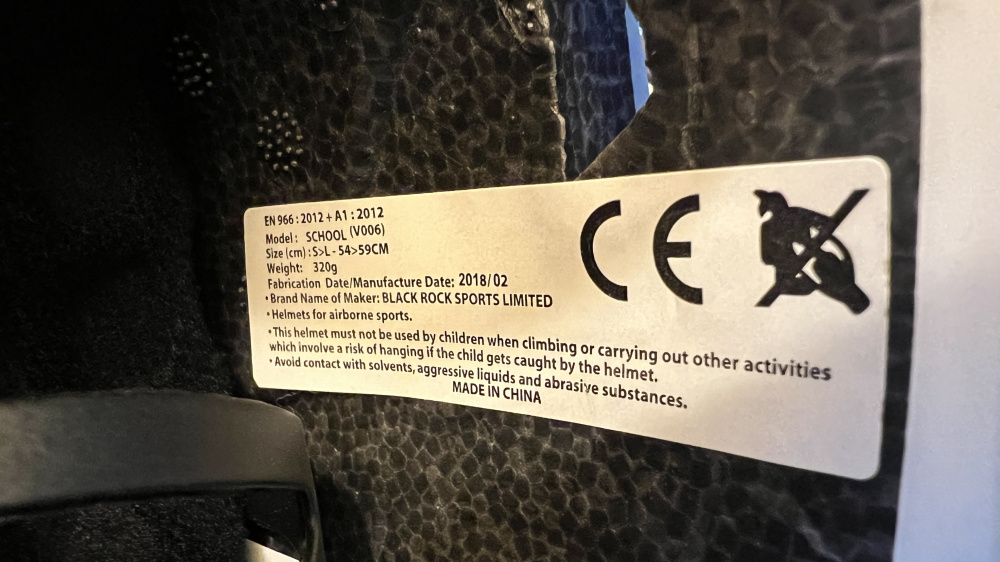 EN 966 : 2012 + A1 : 2012
Model : SCHOOL (V006)
Size (cm) : S>L - 54>59CM
Weight: 320g
Fabrication Date/Manufacture Date: 2018/02
•Brand Name of Maker: BLACK ROCK SPORTS LIMITED
•Helmets for airborne sports.
•This helmet must not be used by children when climbing or carrying out other activities
which involve a risk of hanging if the child gets caught by the helmet.
•Avoid contact with solvents, aggressive liquids and abrasive substances.
MADE IN CHINA
CE